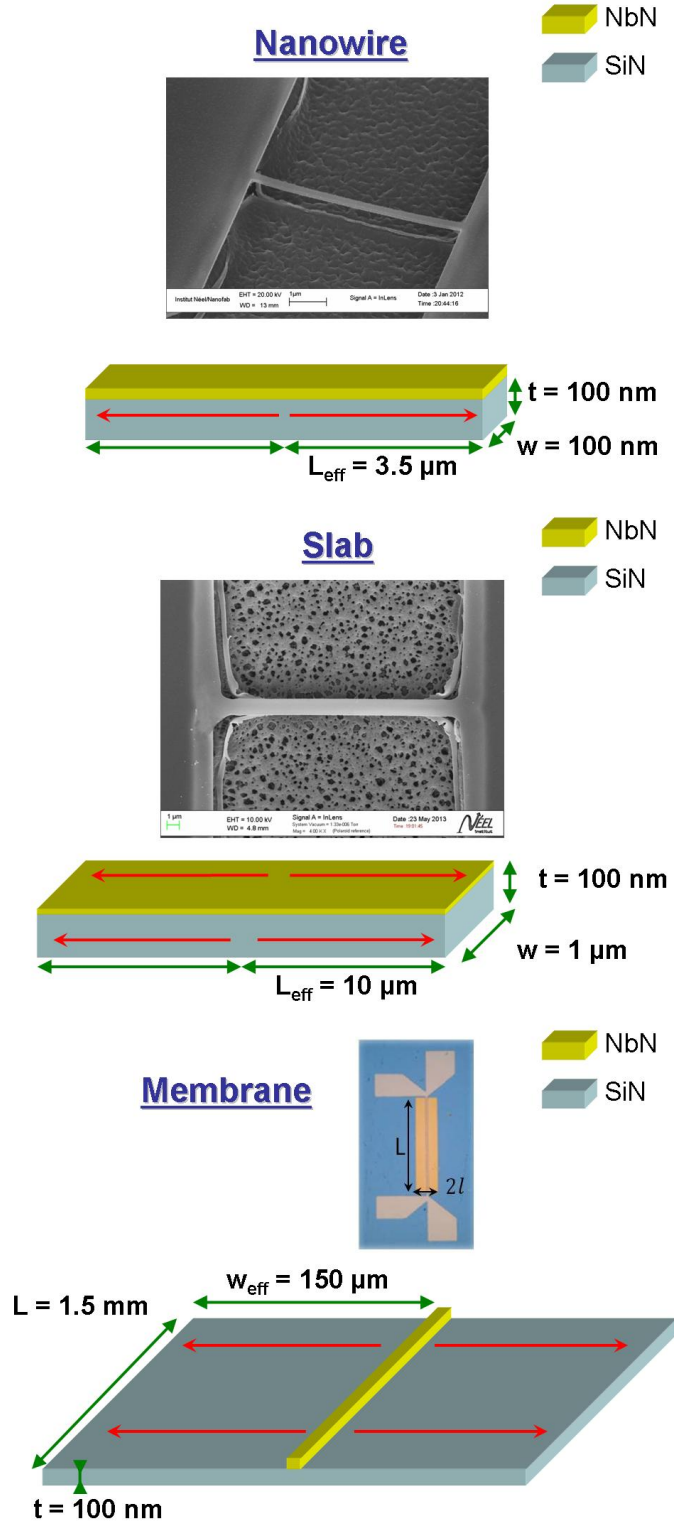 Nanowire
NbN
SiN
Institut Néel/Nanofab
EHT = 20.00 kV
WD = 13 mm
1µm
Signal A = InLens
Date :3 Jan 2012
Time :20:44:16
t = 100 nm
w = 100 nm
Leff = 3.5 µm
Slab
NbN
SiN
1 µm
EHT = 10.00 kV
WD = 4.8 mm
Signal A = InLens
Date :23 May 2013
NÉEL
Institut
t = 100 nm
w = 1 µm
Leff = 10 µm
Membrane
NbN
SiN
L
2l
weff = 150 µm
L = 1.5 mm
t = 100 nm